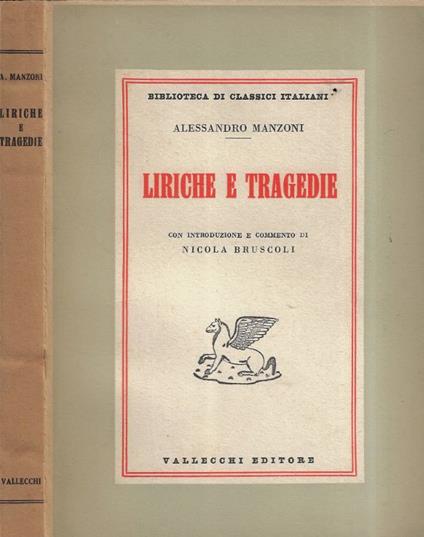 A. MANZONI
LIRICHE
E
TRAGEDIE
VALLECCHI
BIBLIOTECA DI CLASSICI ITALIANI
ALESSANDRO MANZONI
LIRICHE E TRAGEDIE
CON INTRODUZIONE E COMMENTO DI
NICOLA BRUSCOLI
VALLECCHI EDITORE